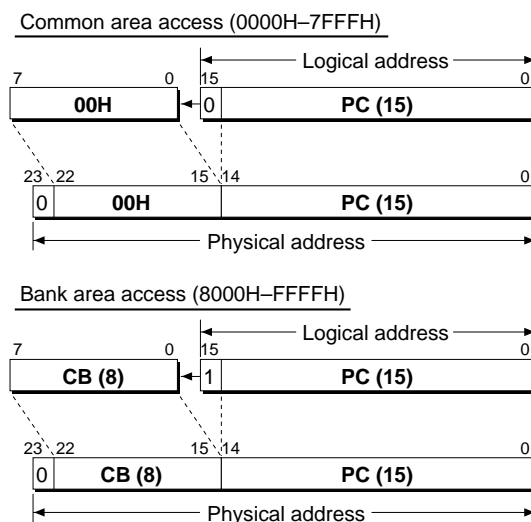 Common area access (0000H–7FFFH)
Logical address
7 0 15 0
00H 0 PC (15)
23 22 15 14 0
0 00H PC (15)
Physical address
Bank area access (8000H–FFFFH)
Logical address
7 0 15 0
CB (8) 1 PC (15)
23 22 15 14 0
0 CB (8) PC (15)
Physical address